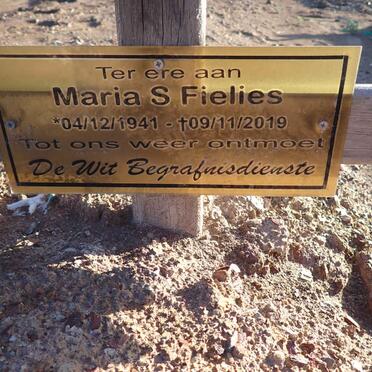 Ter ere aan
Maria S Fielies
*04/12/1941 - †09/11/2019
Tot ons weer ontmoet
De Wit Begrafnisdienste